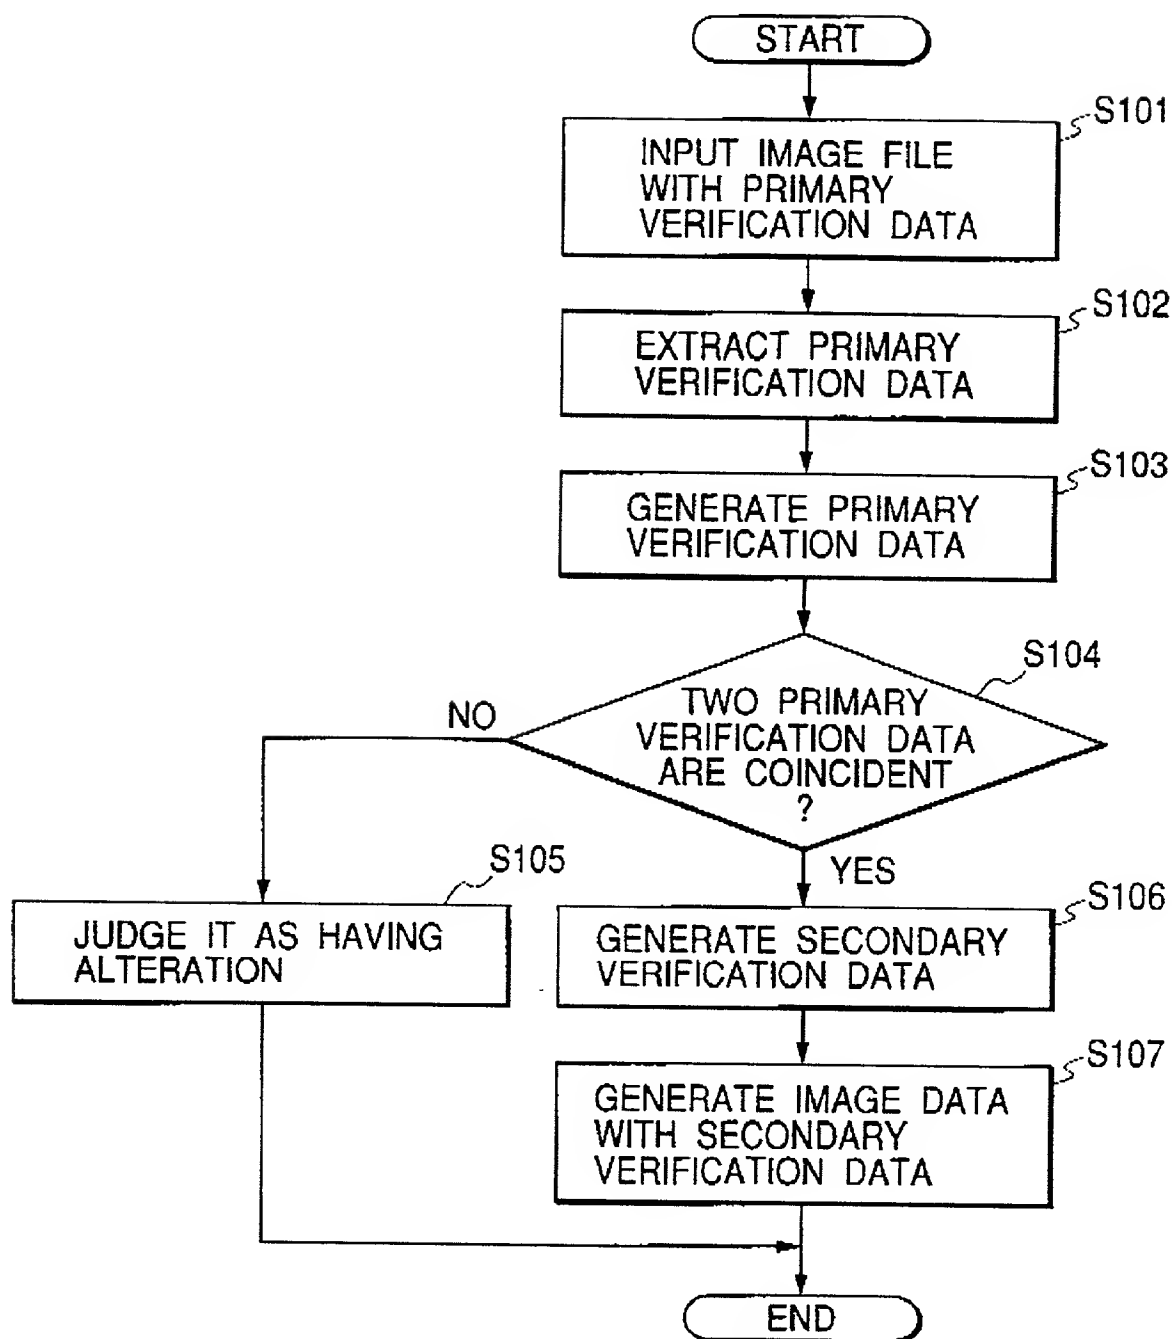 START
S101
INPUT IMAGE FILE
WITH PRIMARY
VERIFICATION DATA
S102
EXTRACT PRIMARY
VERIFICATION DATA
S103
GENERATE PRIMARY
VERIFICATION DATA
S104
TWO PRIMARY
VERIFICATION DATA
ARE COINCIDENT
?
NO
YES
S105
JUDGE IT AS HAVING
ALTERATION
S106
GENERATE SECONDARY
VERIFICATION DATA
S107
GENERATE IMAGE DATA
WITH SECONDARY
VERIFICATION DATA
END